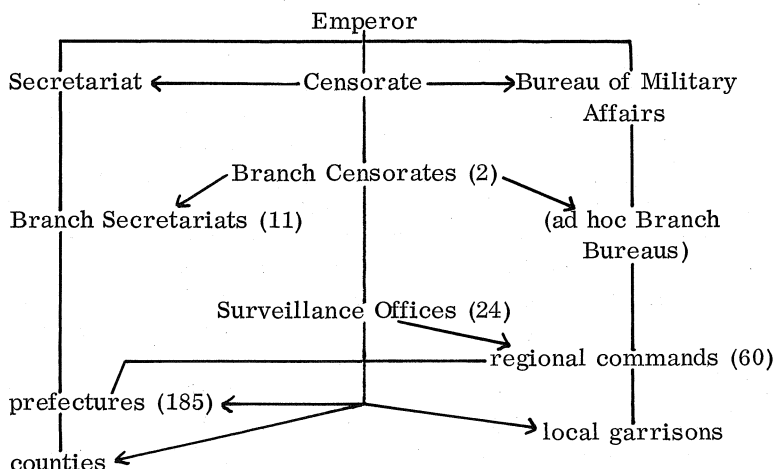 Emperor
Secretariat
Censorate
Bureau of Military
Affairs
Branch Censorates (2)
Branch Secretariats (11)
(ad hoc Branch
Bureaus)
Surveillance Offices (24)
regional commands (60)
prefectures (185)
local garrisons
counties